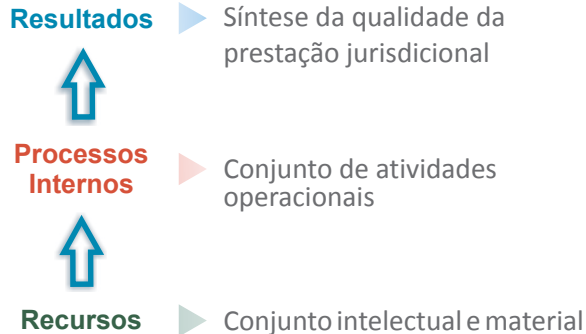 Resultados Síntese da qualidade da
prestação jurisdicional
Processos
Internos
Conjunto de atividades
operacionais
Recursos Conjunto intelectual e material